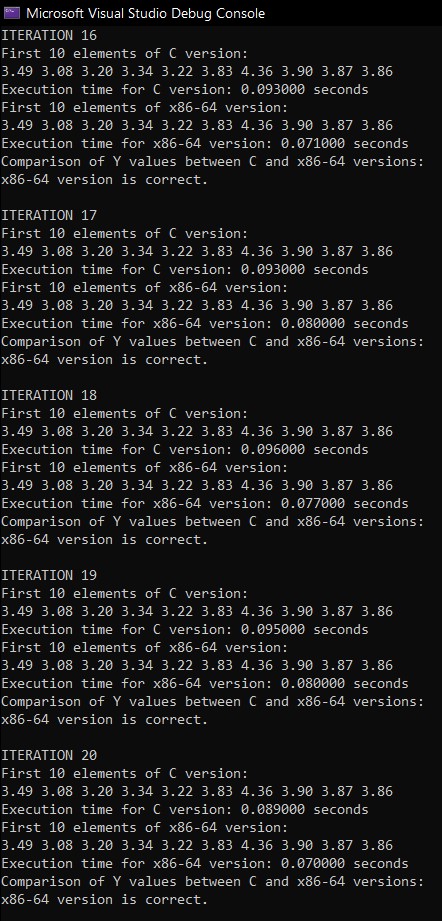 Microsoft Visual Studio Debug Console
ITERATION 16
First 10 elements of C version:
3.49 3.08 3.20 3.34 3.22 3.83 4.36 3.90 3.87 3.86
Execution time for C version: 0.093000 seconds
First 10 elements of x86-64 version:
3.49 3.08 3.20 3.34 3.22 3.83 4.36 3.90 3.87 3.86
Execution time for x86-64 version: 0.071000 seconds
Comparison of Y values between C and x86-64 versions:
x86-64 version is correct.
ITERATION 17
First 10 elements of C version:
3.49 3.08 3.20 3.34 3.22 3.83 4.36 3.90 3.87 3.86
Execution time for C version: 0.093000 seconds
First 10 elements of x86-64 version:
3.49 3.08 3.20 3.34 3.22 3.83 4.36 3.90 3.87 3.86
Execution time for x86-64 version: 0.080000 seconds
Comparison of Y values between C and x86-64 versions:
x86-64 version is correct.
ITERATION 18
First 10 elements of C version:
3.49 3.08 3.20 3.34 3.22 3.83 4.36 3.90 3.87 3.86
Execution time for C version: 0.096000 seconds
First 10 elements of x86-64 version:
3.49 3.08 3.20 3.34 3.22 3.83 4.36 3.90 3.87 3.86
Execution time for x86-64 version: 0.077000 seconds
Comparison of Y values between C and x86-64 versions:
x86-64 version is correct.
ITERATION 19
First 10 elements of C version:
3.49 3.08 3.20 3.34 3.22 3.83 4.36 3.90 3.87 3.86
Execution time for C version: 0.095000 seconds
First 10 elements of x86-64 version:
3.49 3.08 3.20 3.34 3.22 3.83 4.36 3.90 3.87 3.86
Execution time for x86-64 version: 0.080000 seconds
Comparison of Y values between C and x86-64 versions:
x86-64 version is correct.
ITERATION 20
First 10 elements of C version:
3.49 3.08 3.20 3.34 3.22 3.83 4.36 3.90 3.87 3.86
Execution time for C version: 0.089000 seconds
First 10 elements of x86-64 version:
3.49 3.08 3.20 3.34 3.22 3.83 4.36 3.90 3.87 3.86
Execution time for x86-64 version: 0.070000 seconds
Comparison of Y values between C and x86-64 versions:
x86-64 version is correct.